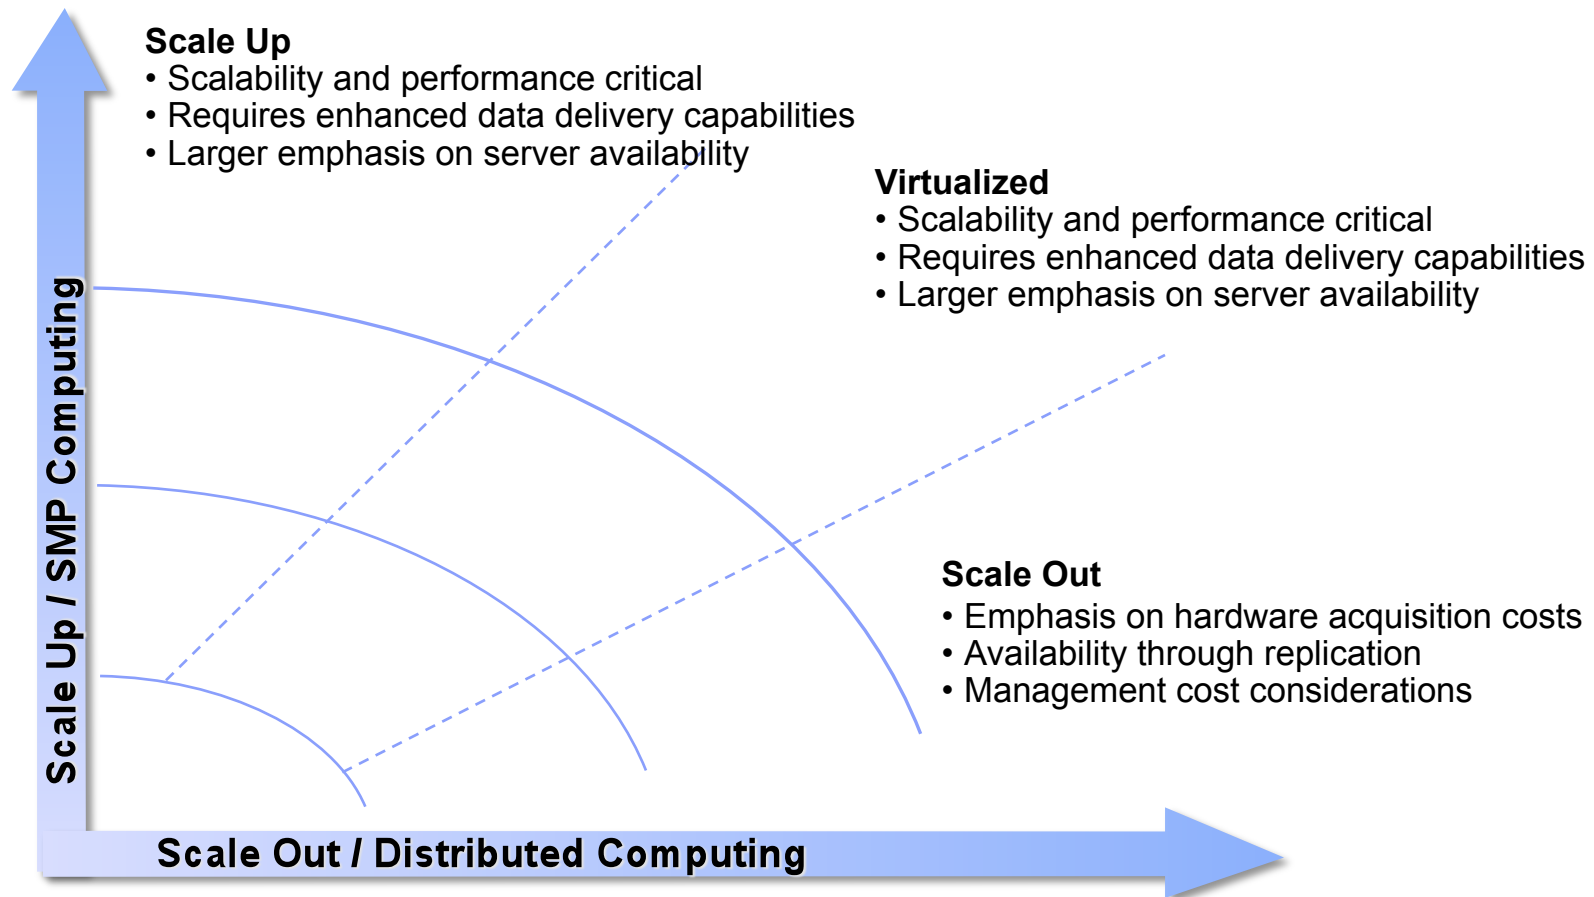 Scale Up
• Scalability and performance critical
• Requires enhanced data delivery capabilities
• Larger emphasis on server availability
Virtualized
• Scalability and performance critical
• Requires enhanced data delivery capabilities
• Larger emphasis on server availability
Scale Up / SMP Computing
Scale Out
• Emphasis on hardware acquisition costs
• Availability through replication
• Management cost considerations
Scale Out / Distributed Computing